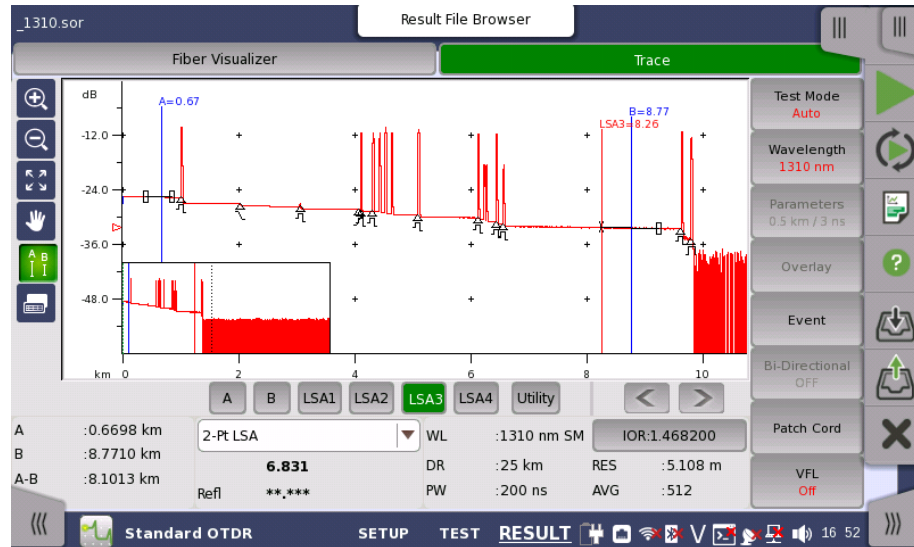 _1310.sor
Result File Browser
Fiber Visualizer
Trace
dB
A=0.67
B=8.77
LSA3=8.26
-12.0
-24.0
-36.0
-48.0
km 0 2 4 6 8 10
A B LSA1 LSA2 LSA3 LSA4 Utility < >
Test Mode
Auto
Wavelength
1310 nm
Parameters
0.5 km / 3 ns
Overlay
Event
Bi-Directional
OFF
Patch Cord
VFL
Off
A B
A :0.6698 km
B :8.7710 km
A-B :8.1013 km
2-Pt LSA
6.831
Refl **.***
WL :1310 nm SM
IOR:1.468200
DR :25 km RES :5.108 m
PW :200 ns AVG :512
Standard OTDR SETUP TEST RESULT V 16 52